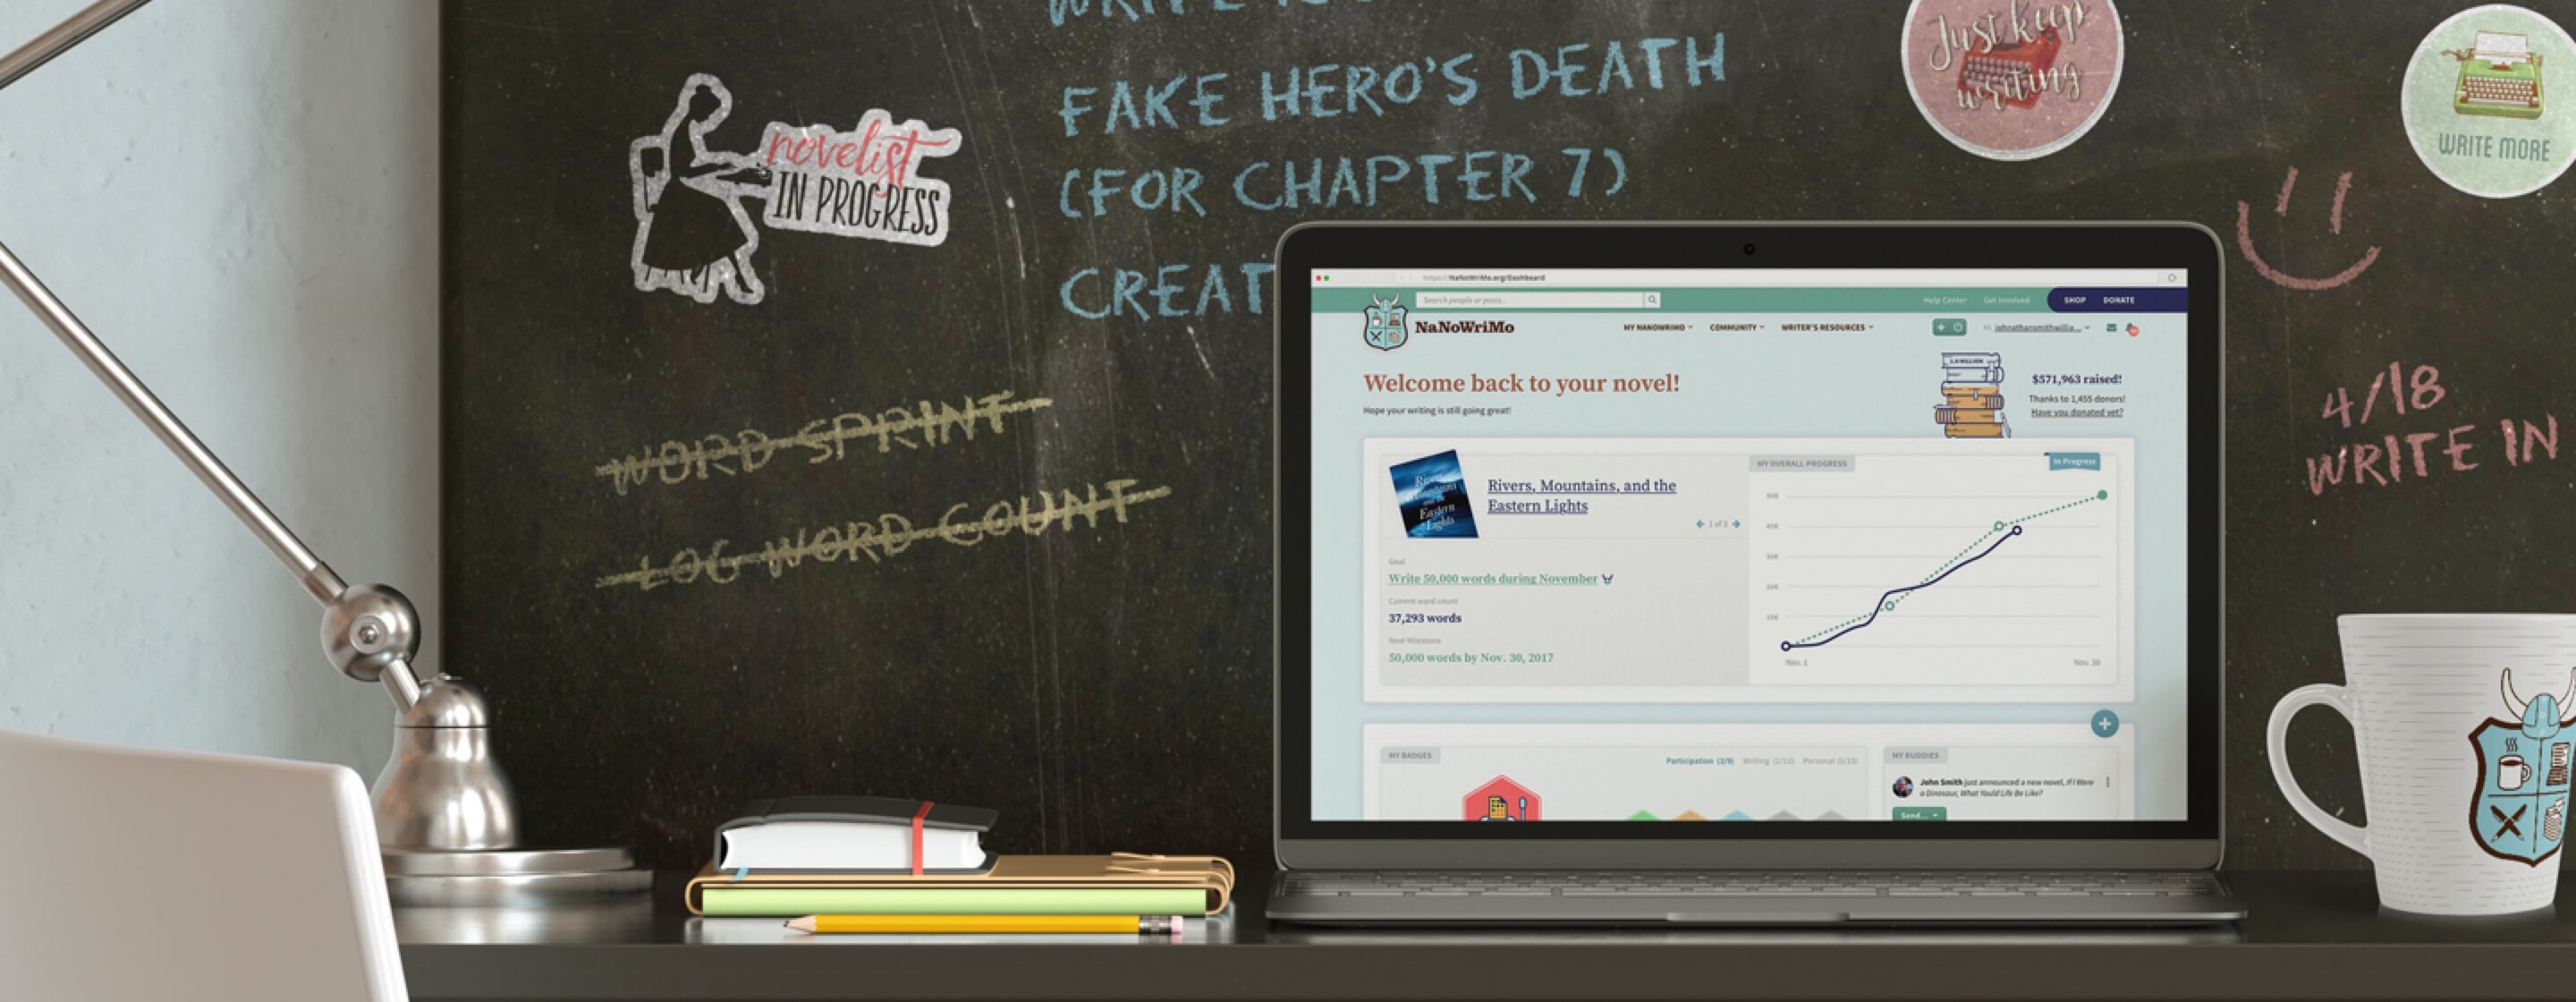 FAKE HERO'S DEATH
(FOR CHAPTER 7)
CREAT
novelist
IN PROGRESS
WORD SPRINT
LOG WORD COUNT
Just keep
writing
WRITE MORE
4/18
WRITE IN
NaNoWriMo.org/Dashboard
Search people or posts...
Help Center Get Involved SHOP DONATE
NaNoWriMo
MY NANOWRIMO COMMUNITY WRITER'S RESOURCES
Hi, johnathansmithwillia...
Welcome back to your novel!
Hope your writing is still going great!
1.4 MILLION
$571,963 raised!
Thanks to 1,455 donors!
Have you donated yet?
Rivers, Mountains, and the
Eastern Lights
1 of 3
Goal
Write 50,000 words during November
Current word count
37,293 words
Next Milestone
50,000 words by Nov. 30, 2017
MY OVERALL PROGRESS
In Progress
50K
40K
30K
20K
10K
Nov. 1 Nov. 30
MY BADGES
Participation (3/9) Writing (2/12) Personal (5/15)
MY BUDDIES
John Smith just announced a new novel, If I Were
a Dinosaur, What Would Life Be Like?
Send...